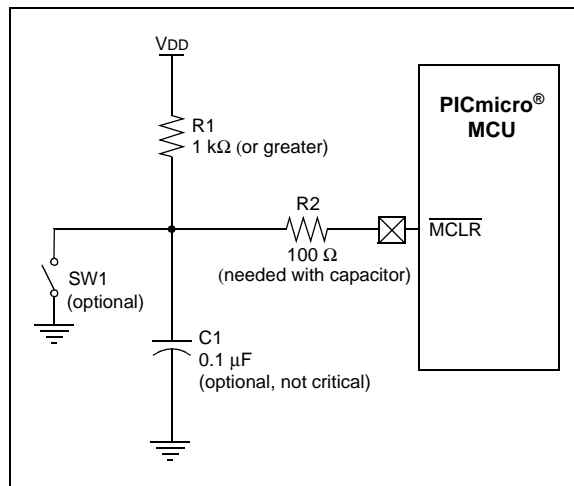 VDD
PICmicro®
MCU
R1
1 kΩ (or greater)
R2
MCLR
100 Ω
(needed with capacitor)
SW1
(optional)
C1
0.1 μF
(optional, not critical)